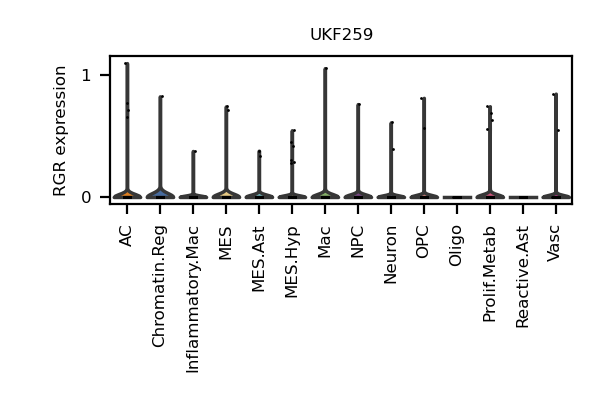 UKF259
RGR expression
1
0
AC
Chromatin.Reg
Inflammatory.Mac
MES
MES.Ast
MES.Hyp
Mac
NPC
Neuron
OPC
Oligo
Prolif.Metab
Reactive.Ast
Vasc